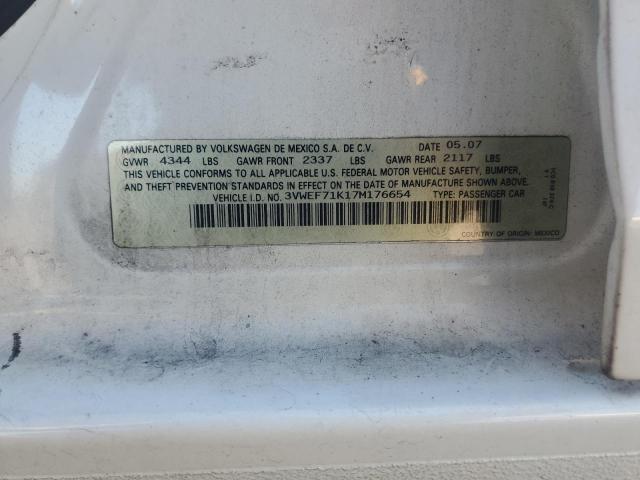 MANUFACTURED BY VOLKSWAGEN DE MEXICO S.A. DE C.V. DATE 05.07
GVWR 4344 LBS GAWR FRONT 2337 LBS GAWR REAR 2117 LBS
THIS VEHICLE CONFORMS TO ALL APPLICABLE U.S. FEDERAL MOTOR VEHICLE SAFETY, BUMPER,
AND THEFT PREVENTION STANDARDS IN EFFECT ON THE DATE OF MANUFACTURE SHOWN ABOVE.
VEHICLE I.D. NO. 3VWEF71K17M176654 TYPE: PASSENGER CAR
COUNTRY OF ORIGIN: MEXICO